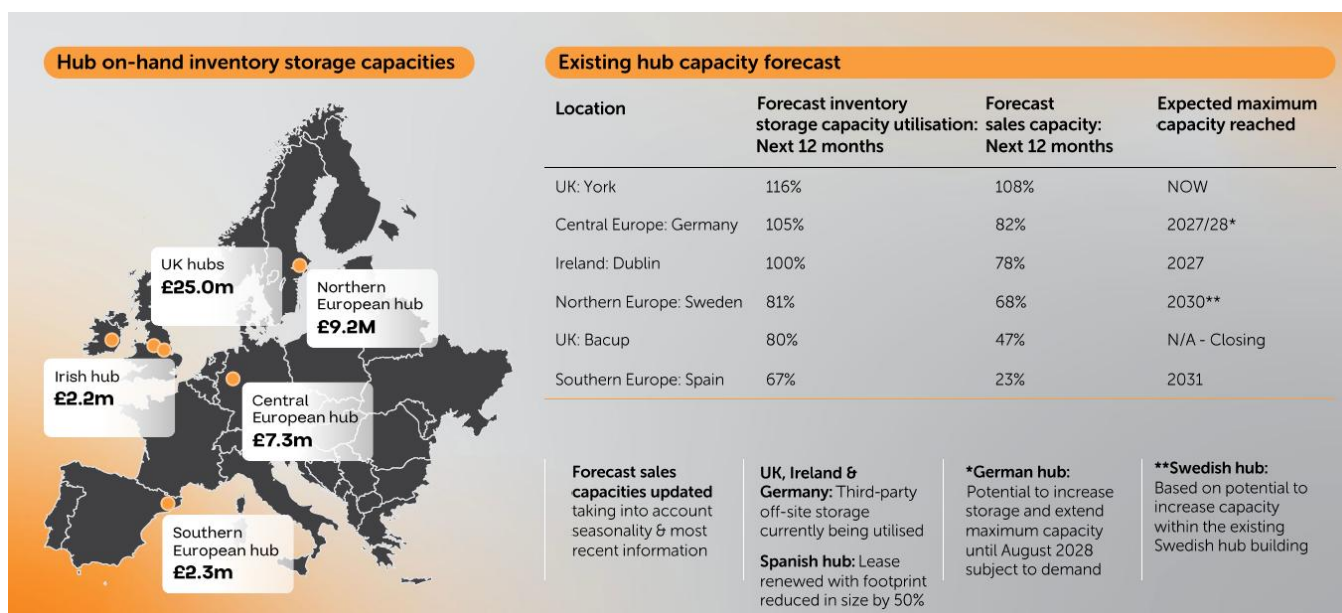 Hub on-hand inventory storage capacities
UK hubs
£25.0m
Northern
European hub
£9.2M
Irish hub
£2.2m
Central
European hub
£7.3m
Southern
European hub
£2.3m
Existing hub capacity forecast
Location
Forecast inventory
storage capacity utilisation:
Next 12 months
Forecast
sales capacity:
Next 12 months
Expected maximum
capacity reached
UK: York 116% 108% NOW
Central Europe: Germany 105% 82% 2027/28*
Ireland: Dublin 100% 78% 2027
Northern Europe: Sweden 81% 68% 2030**
UK: Bacup 80% 47% N/A - Closing
Southern Europe: Spain 67% 23% 2031
Forecast sales
capacities updated
taking into account
seasonality & most
recent information
UK, Ireland &
Germany: Third-party
off-site storage
currently being utilised
Spanish hub: Lease
renewed with footprint
reduced in size by 50%
*German hub:
Potential to increase
storage and extend
maximum capacity
until August 2028
subject to demand
**Swedish hub:
Based on potential to
increase capacity
within the existing
Swedish hub building